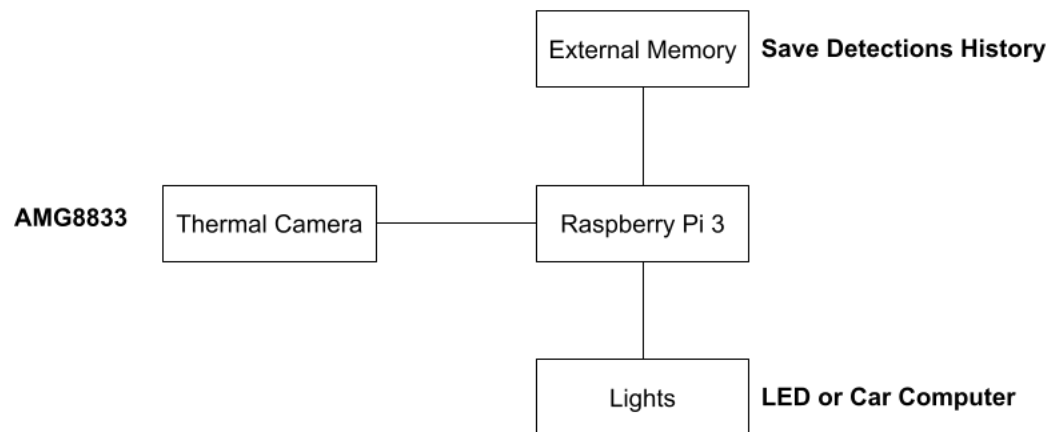 External Memory
Save Detections History
AMG8833
Thermal Camera
Raspberry Pi 3
Lights
LED or Car Computer